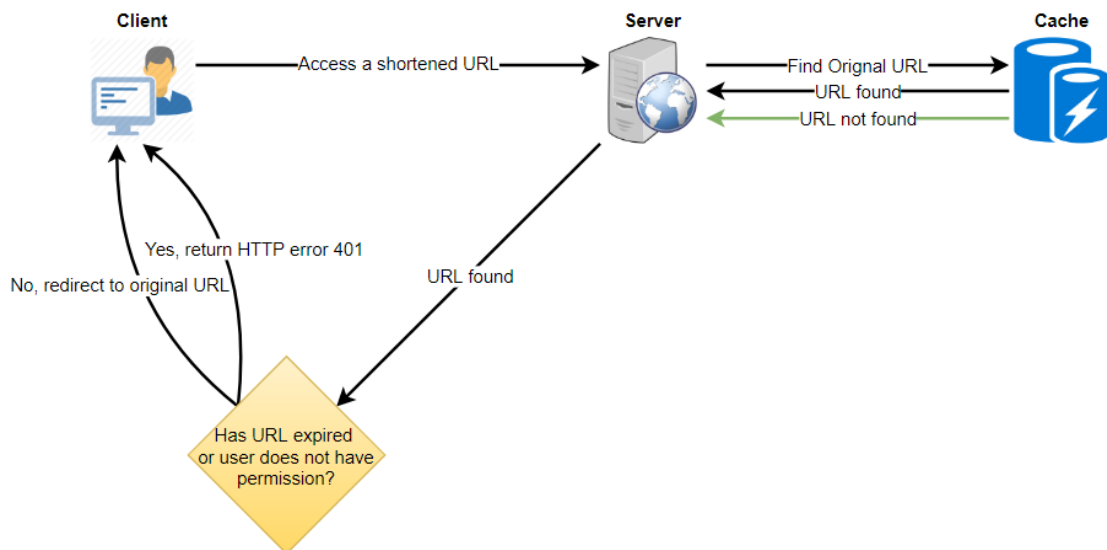 Client
Server
Cache
Access a shortened URL
Find Orignal URL
URL found
URL not found
Yes, return HTTP error 401
No, redirect to original URL
URL found
Has URL expired
or user does not have
permission?